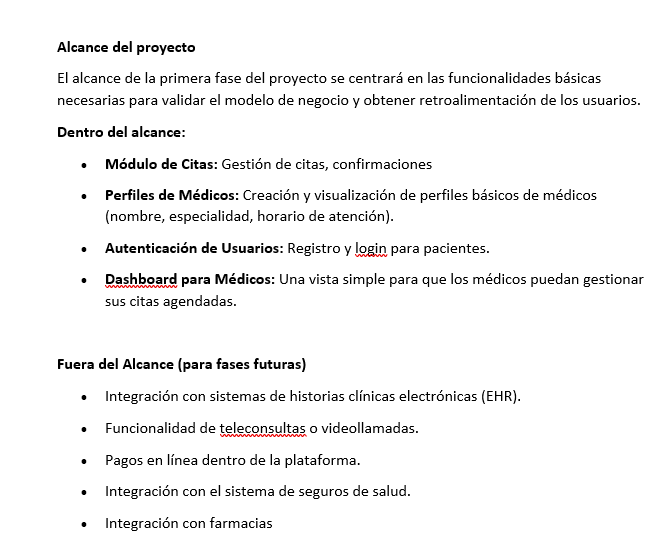 Alcance del proyecto
El alcance de la primera fase del proyecto se centrará en las funcionalidades básicas
necesarias para validar el modelo de negocio y obtener retroalimentación de los usuarios.
Dentro del alcance:
• Módulo de Citas: Gestión de citas, confirmaciones
• Perfiles de Médicos: Creación y visualización de perfiles básicos de médicos
(nombre, especialidad, horario de atención).
• Autenticación de Usuarios: Registro y login para pacientes.
• Dashboard para Médicos: Una vista simple para que los médicos puedan gestionar
sus citas agendadas.
Fuera del Alcance (para fases futuras)
• Integración con sistemas de historias clínicas electrónicas (EHR).
• Funcionalidad de teleconsultas o videollamadas.
• Pagos en línea dentro de la plataforma.
• Integración con el sistema de seguros de salud.
• Integración con farmacias